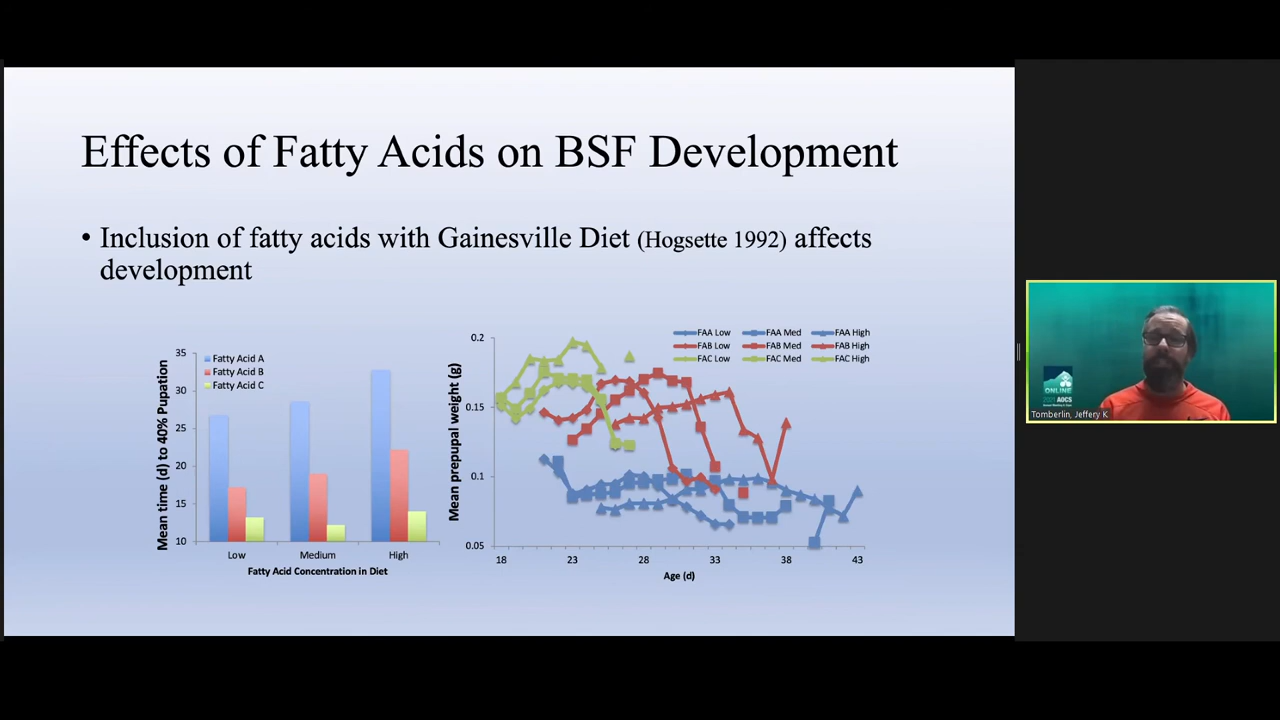 Effects of Fatty Acids on BSF Development
• Inclusion of fatty acids with Gainesville Diet (Hogsette 1992) affects
development
Mean time (d) to 40% Pupation
35
30
25
20
15
10
Fatty Acid A
Fatty Acid B
Fatty Acid C
Low Medium High
Fatty Acid Concentration in Diet
Mean prepupal weight (g)
0.2
0.15
0.1
0.05
FAA Low FAA Med FAA High
FAB Low FAB Med FAB High
FAC Low FAC Med FAC High
18 23 28 33 38 43
Age (d)
ONLINE
2021 AOCS
Tomberlin, Jeffery K